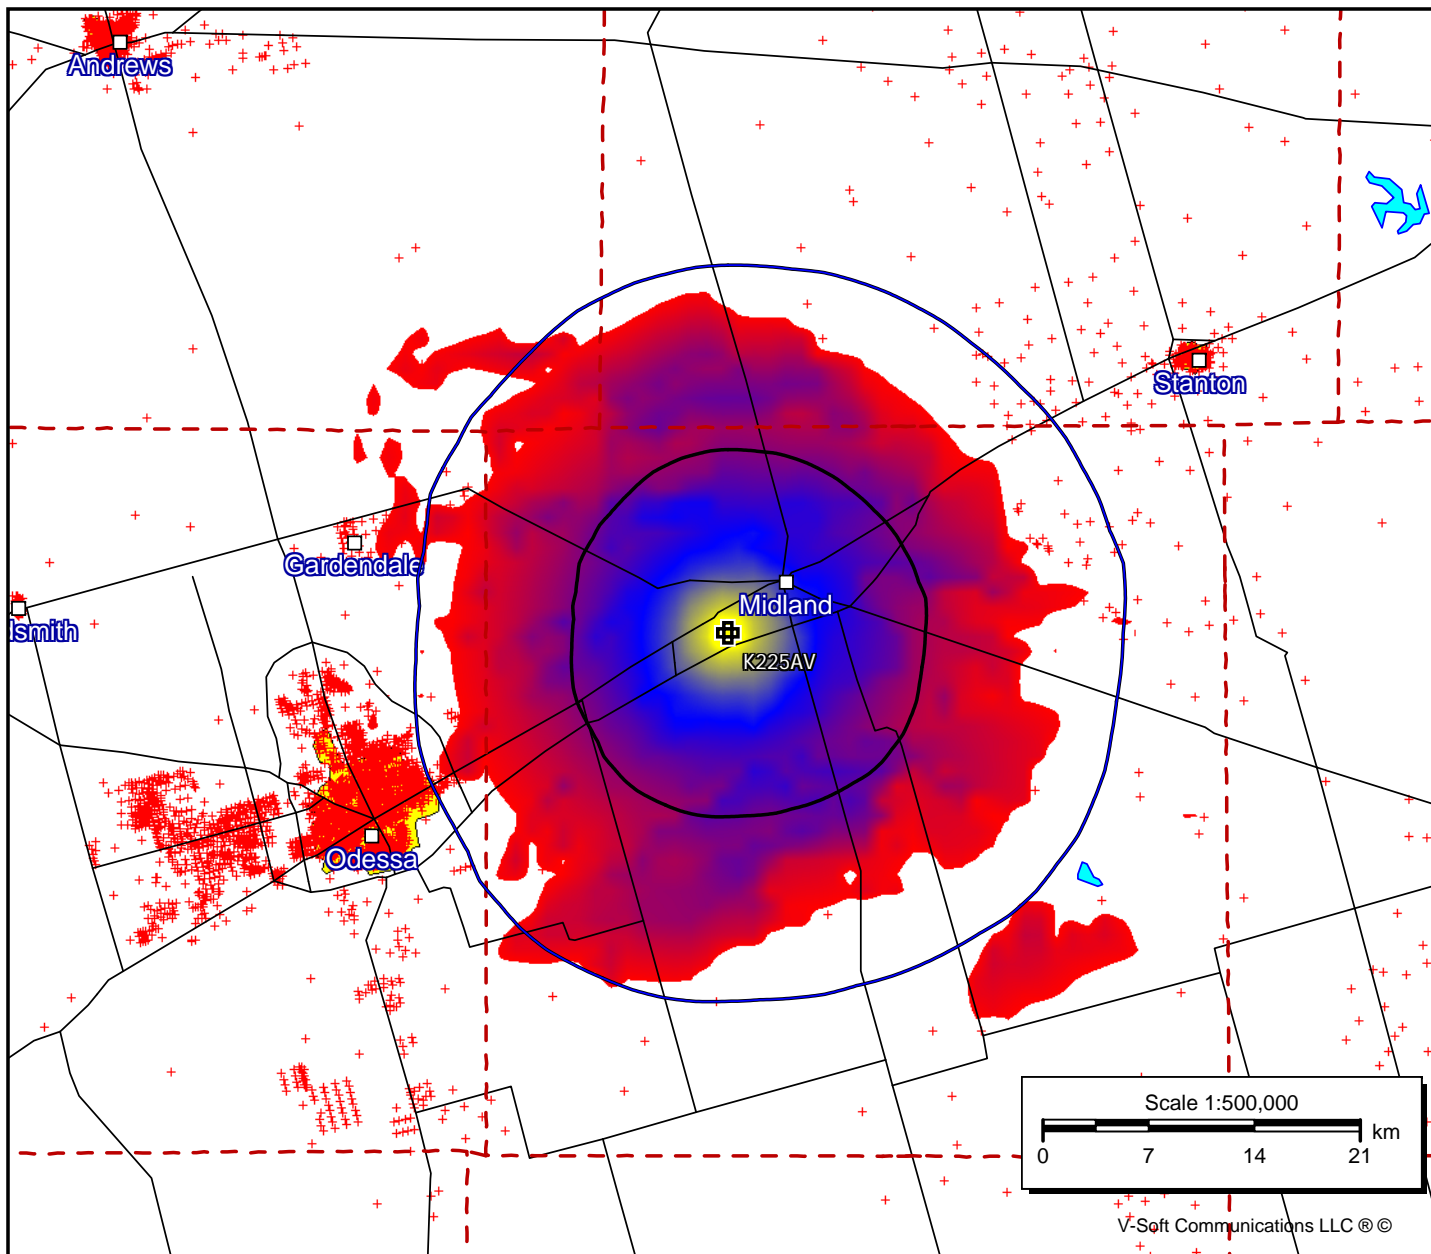 Andrews
Stanton
Gardendale
Midland
lsmith
K225AV
Odessa
Scale 1:500,000
km
0 7 14 21
V-Soft Communications LLC ® ©